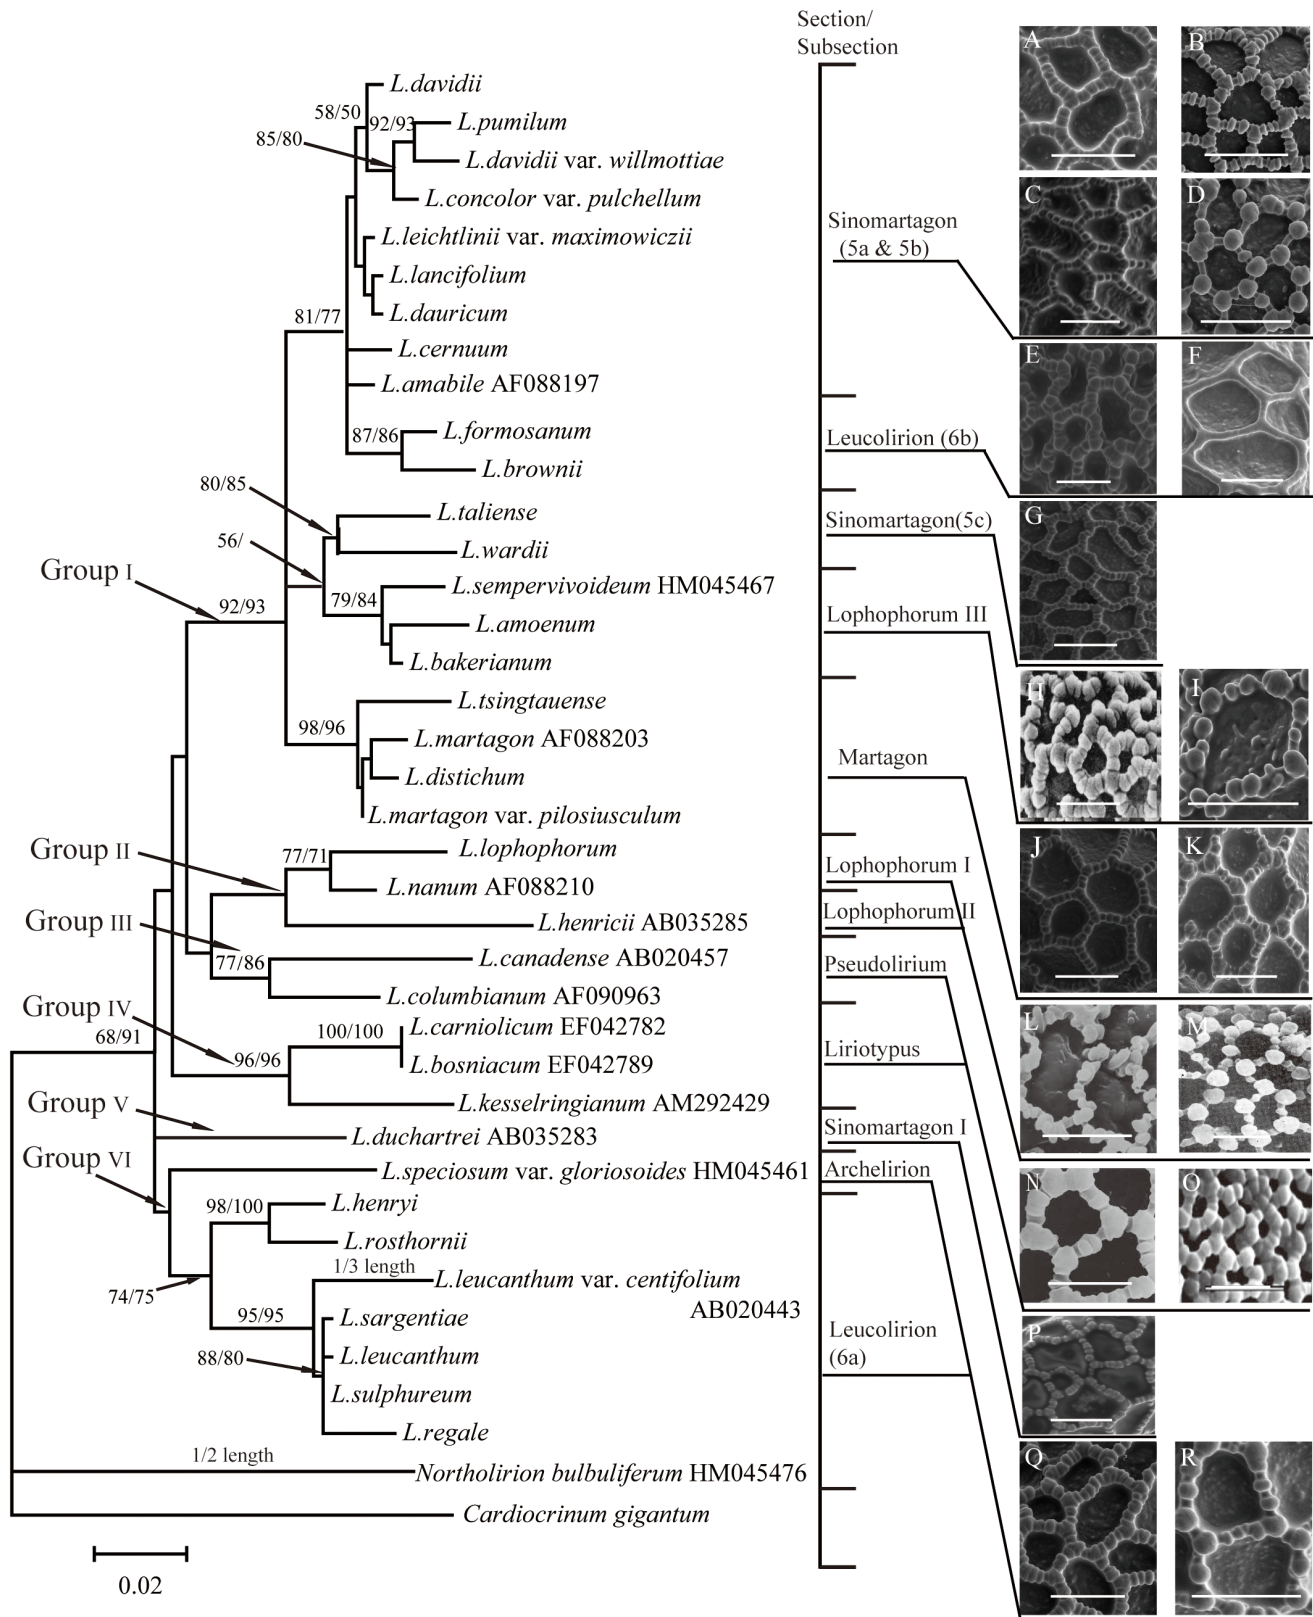 Section/
Subsection
L.davidii
58/50
92/93
L.pumilum
85/80
L.davidii var. willmottiae
L.concolor var. pulchellum
L.leichtlinii var. maximowiczii
L.lancifolium
L.dauricum
81/77
L.cernuum
L.amabile AF088197
L.formosanum
87/86
L.brownii
80/85
L.taliense
56/
L.wardii
Group I
92/93
L.sempervivoideum HM045467
79/84
L.amoenum
L.bakerianum
L.tsingtauense
98/96
L.martagon AF088203
L.distichum
L.martagon var. pilosiusculum
Group II
77/71
L.lophophorum
L.nanum AF088210
Group III
L.henricii AB035285
77/86
L.canadense AB020457
L.columbianum AF090963
Group IV
100/100
L.carniolicum EF042782
68/91
96/96
L.bosniacum EF042789
Group V
L.kesselringianum AM292429
L.duchartrei AB035283
Group VI
L.speciosum var. gloriosoides HM045461
98/100
L.henryi
L.rosthornii
1/3 length
74/75
L.leucanthum var. centifolium
AB020443
95/95
L.sargentiae
88/80
L.leucanthum
L.sulphureum
L.regale
1/2 length
Northolirion bulbuliferum HM045476
Cardiocrinum gigantum
0.02
Sinomartagon
(5a & 5b)
Leucolirion (6b)
Sinomartagon(5c)
Lophophorum III
Martagon
Lophophorum I
Lophophorum II
Pseudolirium
Liriotypus
Sinomartagon I
Archelirion
Leucolirion
(6a)
A
B
C
D
E
F
G
H
I
J
K
L
M
N
O
P
Q
R